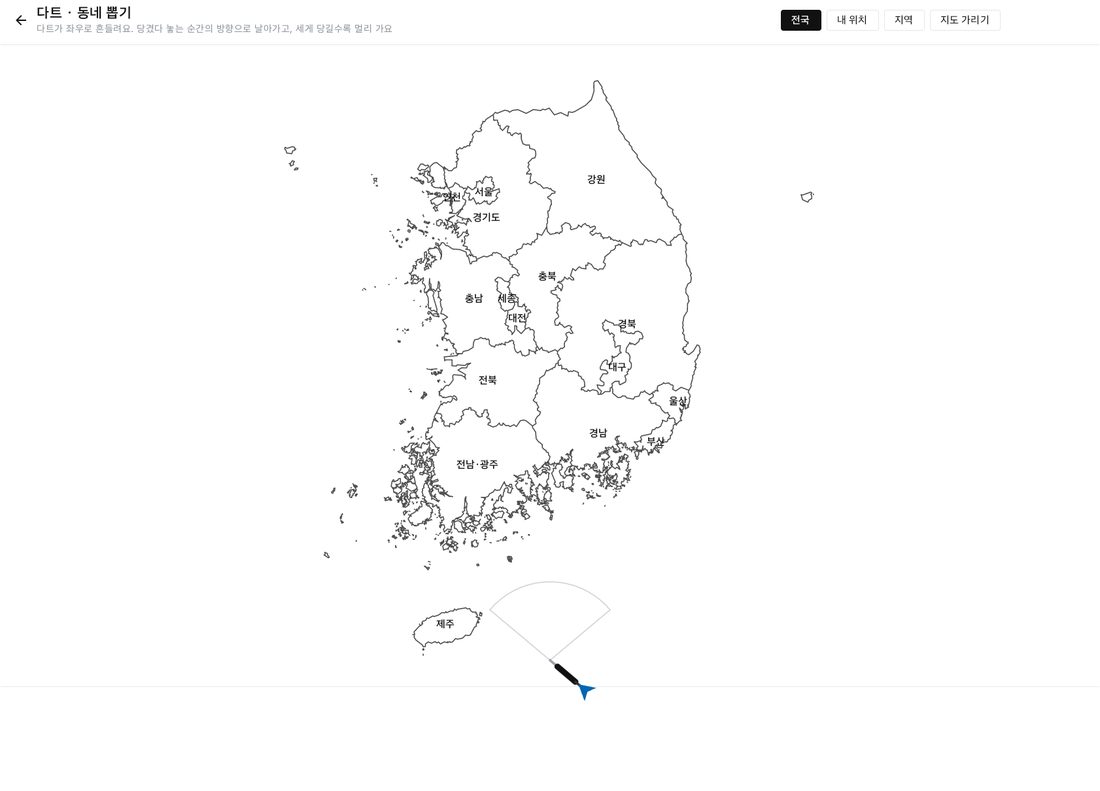 다트 · 동네 뽑기
다트가 좌우로 흔들려요. 당겼다 놓는 순간의 방향으로 날아가고, 세게 당길수록 멀리 가요
전국
내 위치
지역
지도 가리기
강원
서울
인천
경기도
충북
충남
세종
대전
경북
대구
전북
울산
경남
부산
전남·광주
제주